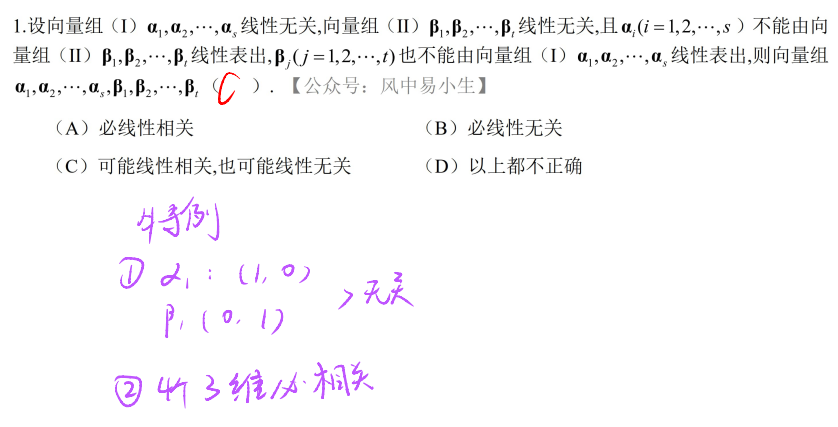 1.设向量组（I）α₁,α₂,⋯,αₛ线性无关,向量组（II）β₁,β₂,⋯,βₜ线性无关,且αᵢ(i=1,2,⋯,s）不能由向
量组（II）β₁,β₂,⋯,βₜ线性表出,βⱼ(j=1,2,⋯,t)也不能由向量组（I）α₁,α₂,⋯,αₛ线性表出,则向量组
α₁,α₂,⋯,αₛ,β₁,β₂,⋯,βₜ（ C ）.【公众号：风中易小生】
（A）必线性相关 （B）必线性无关
（C）可能线性相关,也可能线性无关 （D）以上都不正确
特例
① α₁：(1, 0)
> 无关
β₁ (0, 1)
② 4个3维必相关